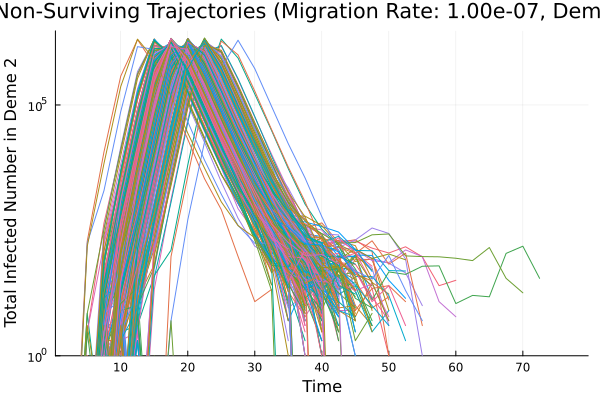 Non-Surviving Trajectories (Migration Rate: 1.00e-07, Dem
Total Infected Number in Deme 2
10^5
10^0
10 20 30 40 50 60 70
Time